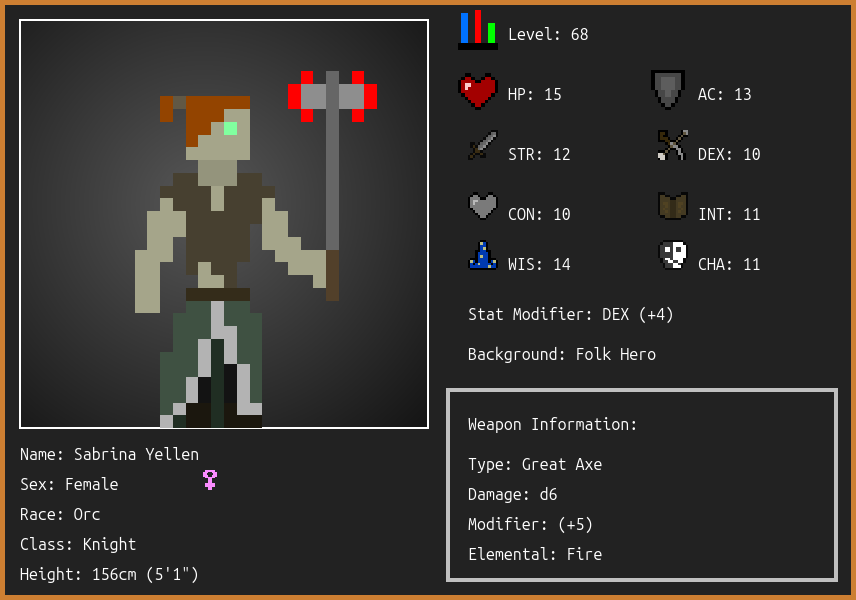 Level: 68
HP: 15
AC: 13
STR: 12
DEX: 10
CON: 10
INT: 11
WIS: 14
CHA: 11
Stat Modifier: DEX (+4)
Background: Folk Hero
Weapon Information:
Type: Great Axe
Damage: d6
Modifier: (+5)
Elemental: Fire
Name: Sabrina Yellen
Sex: Female
Race: Orc
Class: Knight
Height: 156cm (5'1")